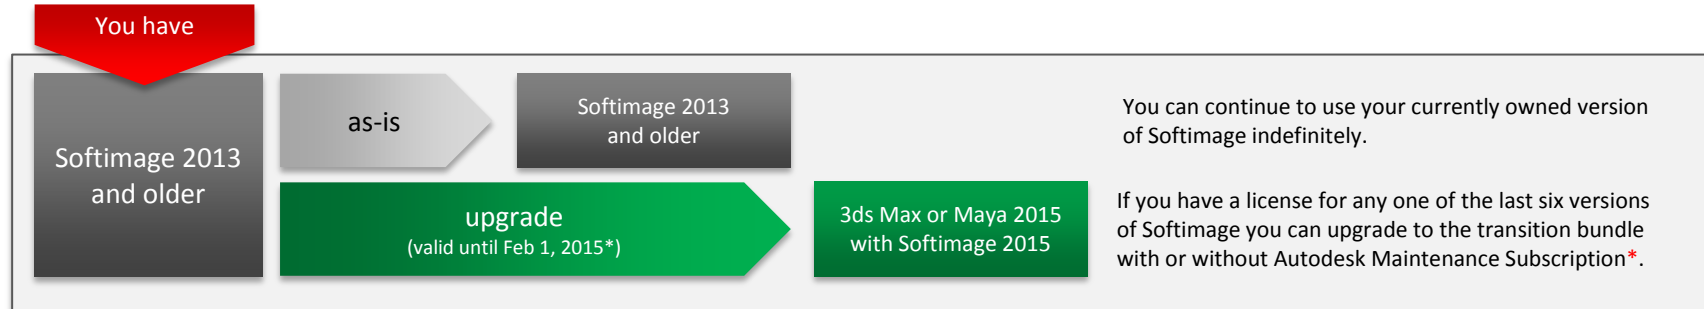 You have
Softimage 2013
and older
as-is
Softimage 2013
and older
You can continue to use your currently owned version
of Softimage indefinitely.
upgrade
(valid until Feb 1, 2015*)
3ds Max or Maya 2015
with Softimage 2015
If you have a license for any one of the last six versions
of Softimage you can upgrade to the transition bundle
with or without Autodesk Maintenance Subscription*.